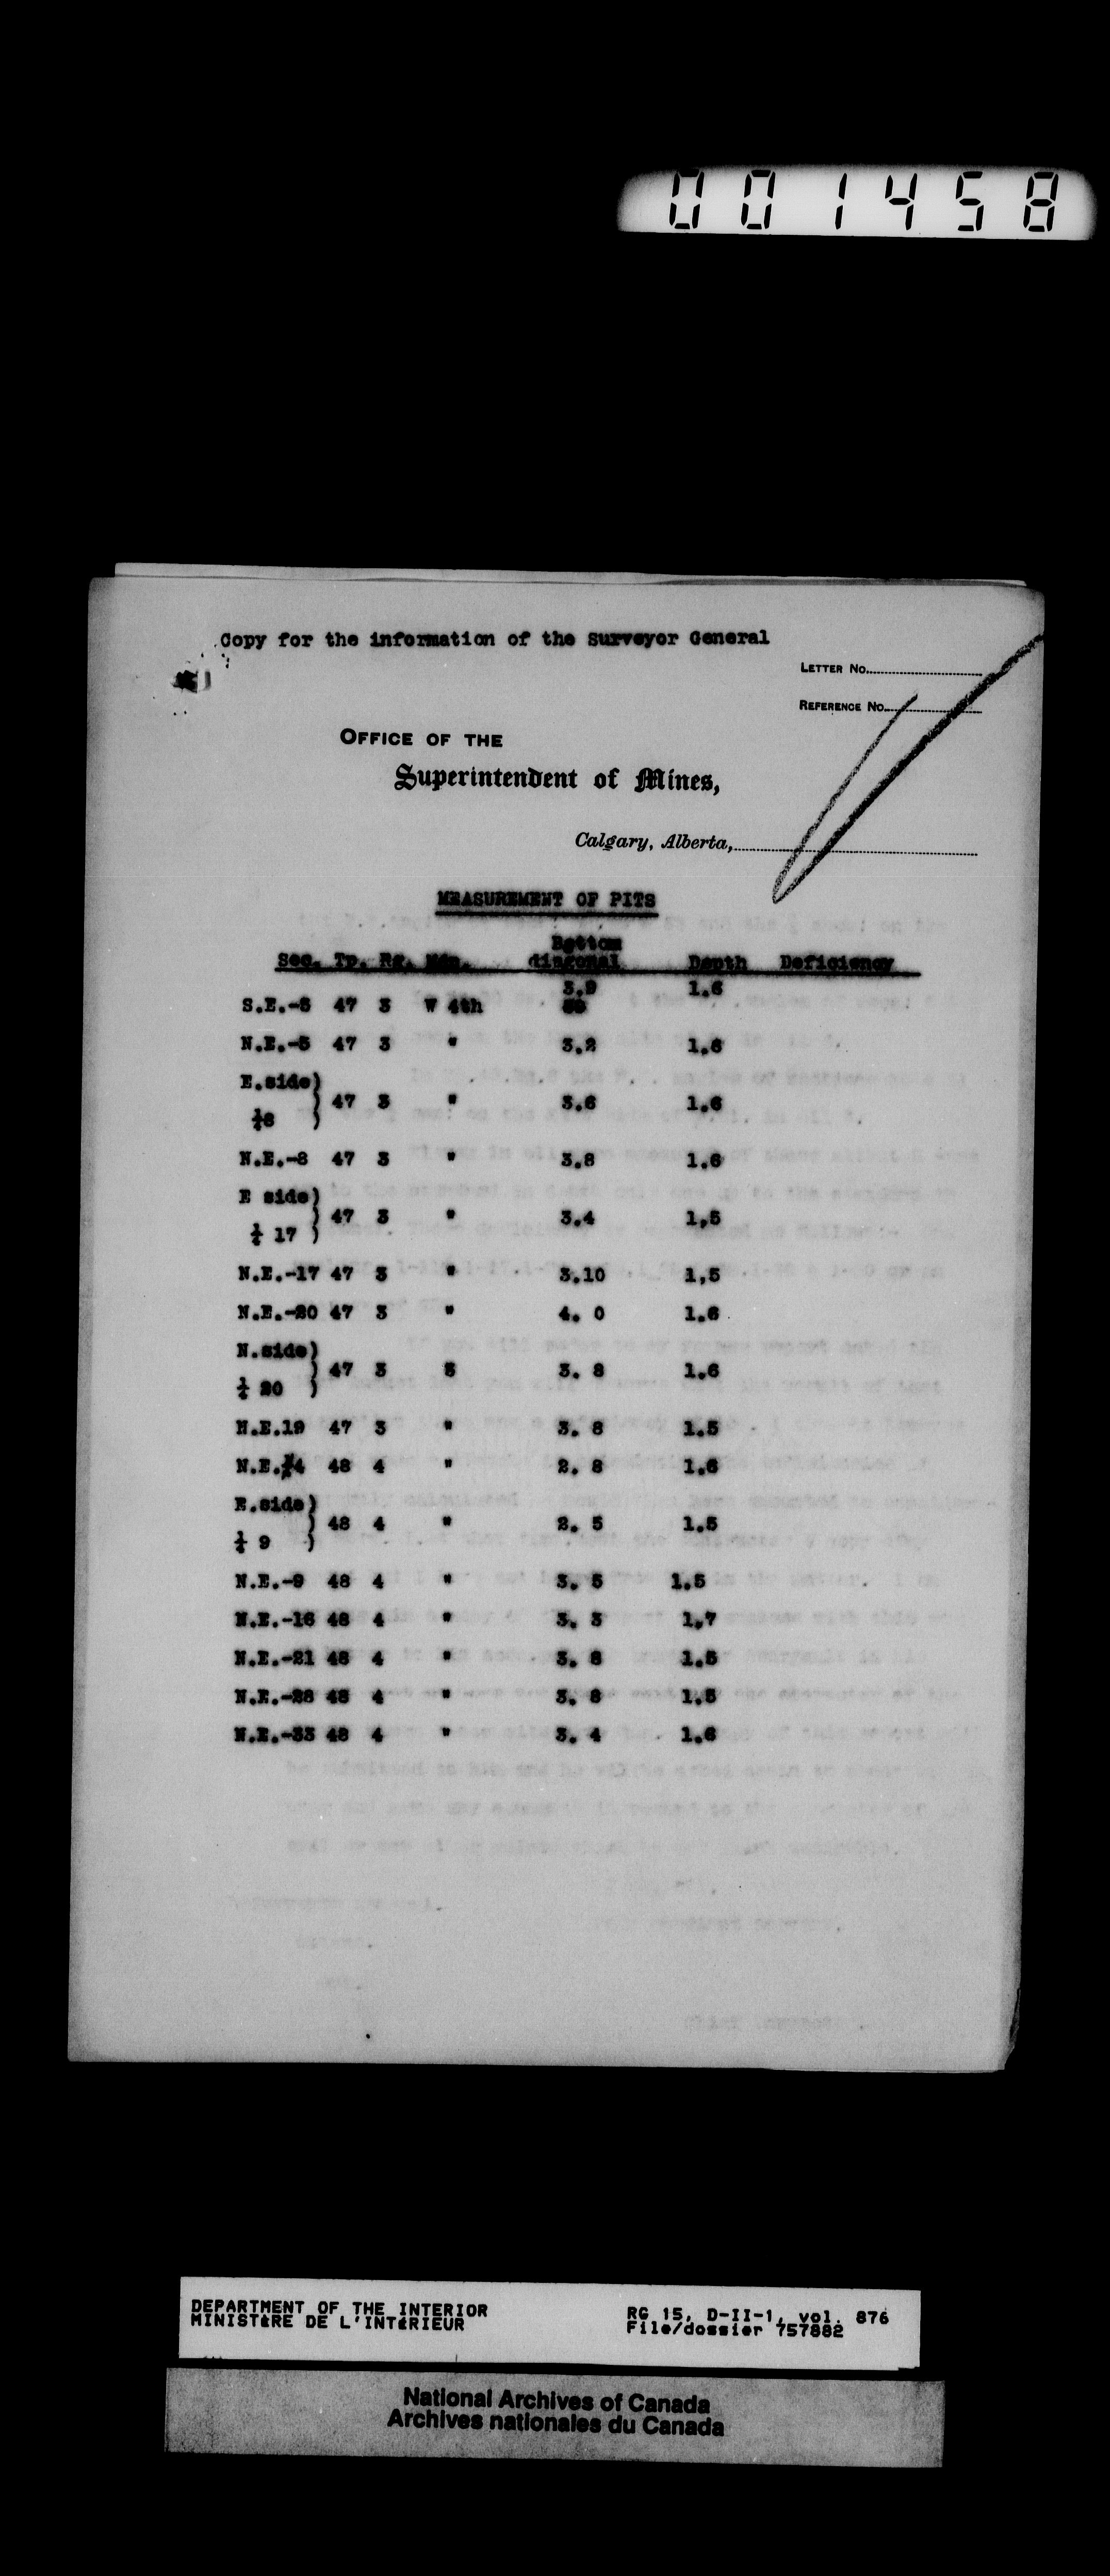 001458
Copy for the information of the Surveyor General
LETTER No.
REFERENCE No.
OFFICE OF THE
Superintendent of Mines,
Calgary, Alberta,
MEASUREMENT OF PITS
Bottom
Sec. Tp. Rg. Mdn. diagonal Depth Deficiency
3.9 1.6
S.E.-8 47 3 W 4th
N.E.-5 47 3 " 3.2 1.6
E.side)
¼8 } 47 3 " 3.6 1.6
N.E.-8 47 3 " 3.8 1.6
E side)
¼ 17 } 47 3 " 3.4 1,5
N.E.-17 47 3 " 3.10 1,5
N.E.-20 47 3 " 4. 0 1.6
N.side)
¼ 20 } 47 3 5 3. 8 1.6
N.E.19 47 3 " 3. 8 1.5
N.E. 4 48 4 " 2. 8 1.6
E.side)
¼ 9 } 48 4 " 2. 5 1.5
N.E.-9 48 4 " 3. 5 1.5
N.E.-16 48 4 " 3. 3 1,7
N.E.-21 48 4 " 3. 8 1.5
N.E.-28 48 4 " 3. 8 1.5
N.E.-33 48 4 " 3. 4 1.6
DEPARTMENT OF THE INTERIOR RG 15, D-II-1, vol. 876
MINISTÈRE DE L'INTÉRIEUR File/dossier 757882
National Archives of Canada
Archives nationales du Canada